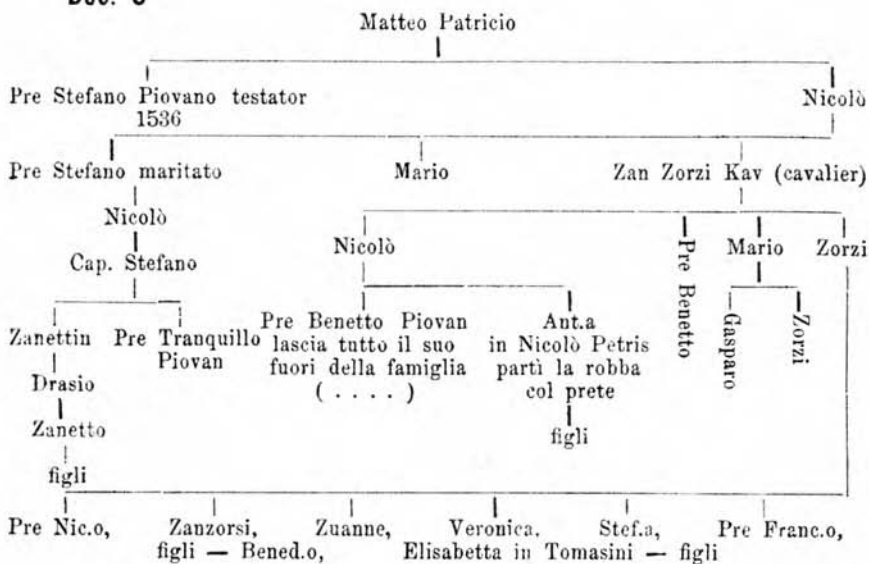 Doc. C
Matteo Patricio
Pre Stefano Piovano testator
1536
Nicolò
Pre Stefano maritato
Mario
Zan Zorzi Kav (cavalier)
Nicolò
Cap. Stefano
Nicolò
Pre Benetto
Mario
Zorzi
Zanettin
Pre Tranquillo
Piovan
Pre Benetto Piovan
lascia tutto il suo
fuori della famiglia
( . . . . )
Ant.a
in Nicolò Petris
partì la robba
col prete
Gasparo
Zorzi
Drasio
Zanetto
figli
figli
Pre Nic.o, Zanzorsi, Zuanne, Veronica. Stef.a, Pre Franc.o,
figli — Bened.o, Elisabetta in Tomasini — figli